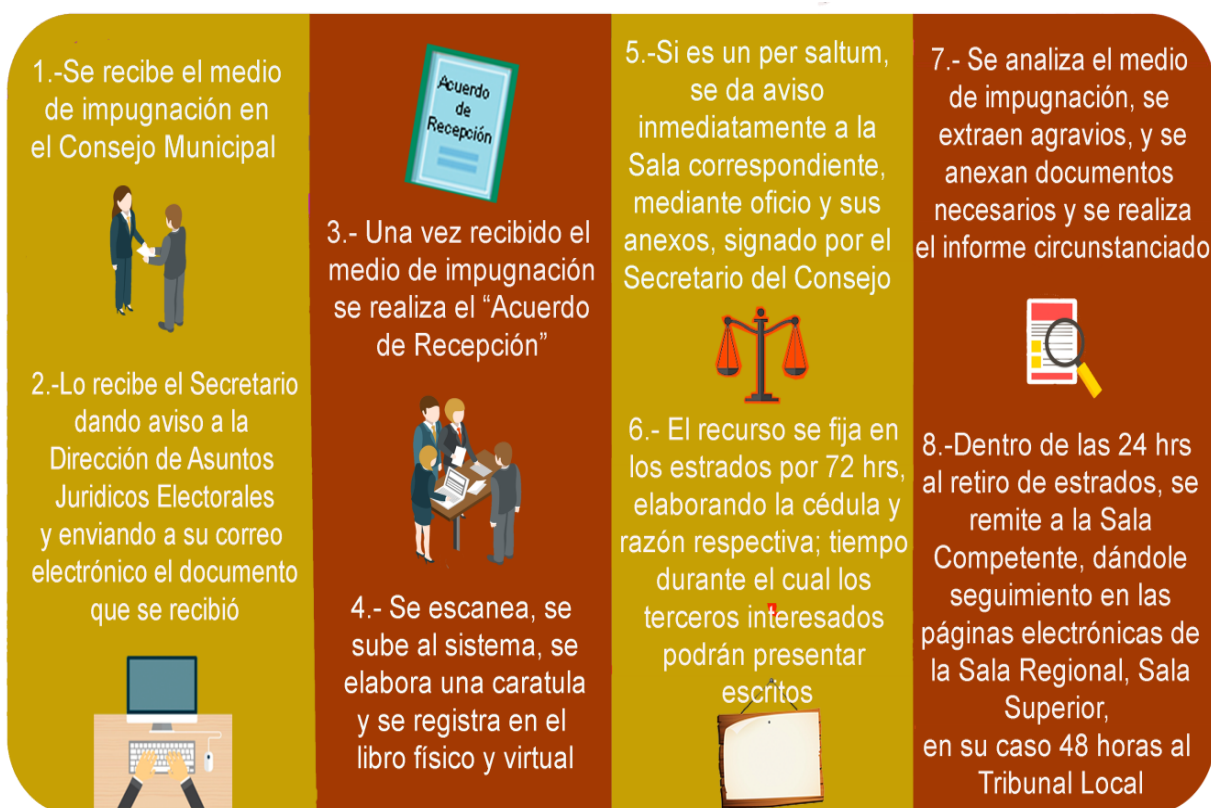 1.-Se recibe el medio
de impugnación en
el Consejo Municipal
2.-Lo recibe el Secretario
dando aviso a la
Dirección de Asuntos
Juridicos Electorales
y enviando a su correo
electrónico el documento
que se recibió
Acuerdo
de
Recepción
3.- Una vez recibido el
medio de impugnación
se realiza el “Acuerdo
de Recepción”
4.- Se escanea, se
sube al sistema, se
elabora una caratula
y se registra en el
libro físico y virtual
5.-Si es un per saltum,
se da aviso
inmediatamente a la
Sala correspondiente,
mediante oficio y sus
anexos, signado por el
Secretario del Consejo
6.- El recurso se fija en
los estrados por 72 hrs,
elaborando la cédula y
razón respectiva; tiempo
durante el cual los
terceros interesados
podrán presentar
escritos
7.- Se analiza el medio
de impugnación, se
extraen agravios, y se
anexan documentos
necesarios y se realiza
el informe circunstanciado
8.-Dentro de las 24 hrs
al retiro de estrados, se
remite a la Sala
Competente, dándole
seguimiento en las
páginas electrónicas de
la Sala Regional, Sala
Superior,
en su caso 48 horas al
Tribunal Local